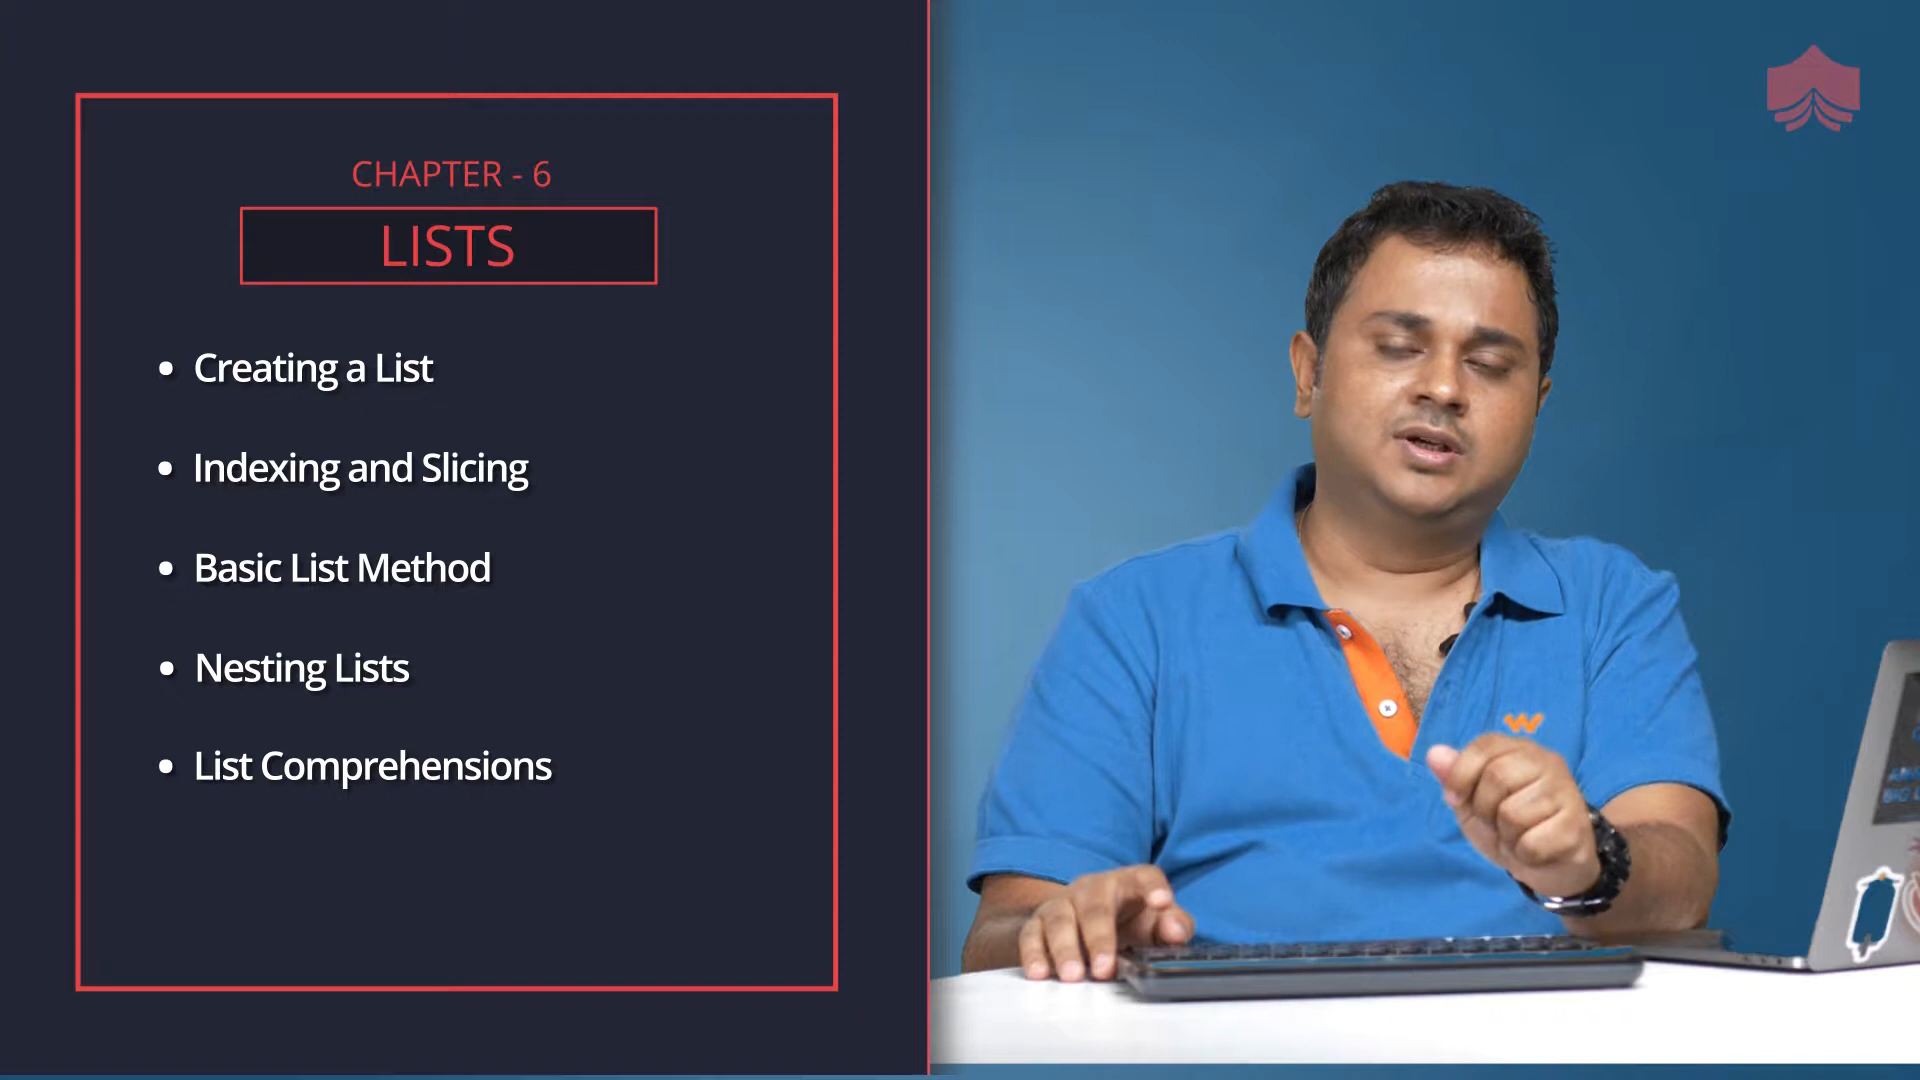 CHAPTER - 6
LISTS
• Creating a List
• Indexing and Slicing
• Basic List Method
• Nesting Lists
• List Comprehensions